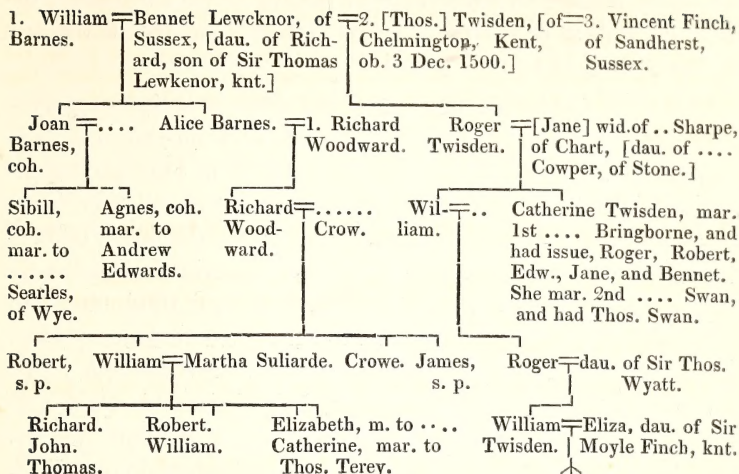 1. William Bennet Lewcknor, of 2. [Thos.] Twisden, [of 3. Vincent Finch,
Barnes. Sussex, [dau. of Rich- Chelmington, Kent, of Sandherst,
ard, son of Sir Thomas ob. 3 Dec. 1500.] Sussex.
Lewkenor, knt.]
Joan .... Alice Barnes. 1. Richard Roger [Jane] wid. of .. Sharpe,
Barnes, Woodward. Twisden. of Chart, [dau. of ....
coh. Cowper, of Stone.]
Sibill, Agnes, coh. Richard ...... Wil- .. Catherine Twisden, mar.
coh. mar. to Wood- Crow. liam. 1st .... Bringborne, and
mar. to Andrew ward. had issue, Roger, Robert,
...... Edwards. Edw., Jane, and Bennet.
Searles, She mar. 2nd .... Swan,
of Wye. and had Thos. Swan.
Robert, William Martha Suliarde. Crowe. James, Roger dau. of Sir Thos.
s. p. s. p. Wyatt.
Richard. Robert. Elizabeth, m. to .... William Eliza, dau. of Sir
John. William. Catherine, mar. to Twisden. Moyle Finch, knt.
Thomas. Thos. Terey.